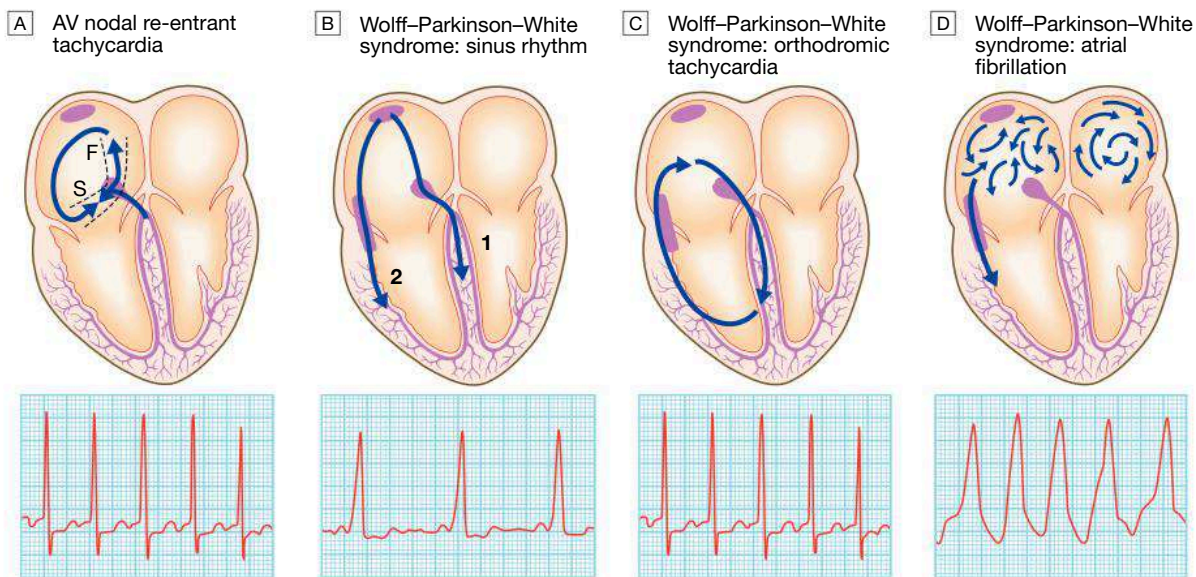 A
AV nodal re-entrant
tachycardia
B
Wolff–Parkinson–White
syndrome: sinus rhythm
C
Wolff–Parkinson–White
syndrome: orthodromic
tachycardia
D
Wolff–Parkinson–White
syndrome: atrial
fibrillation
F
S
1
2